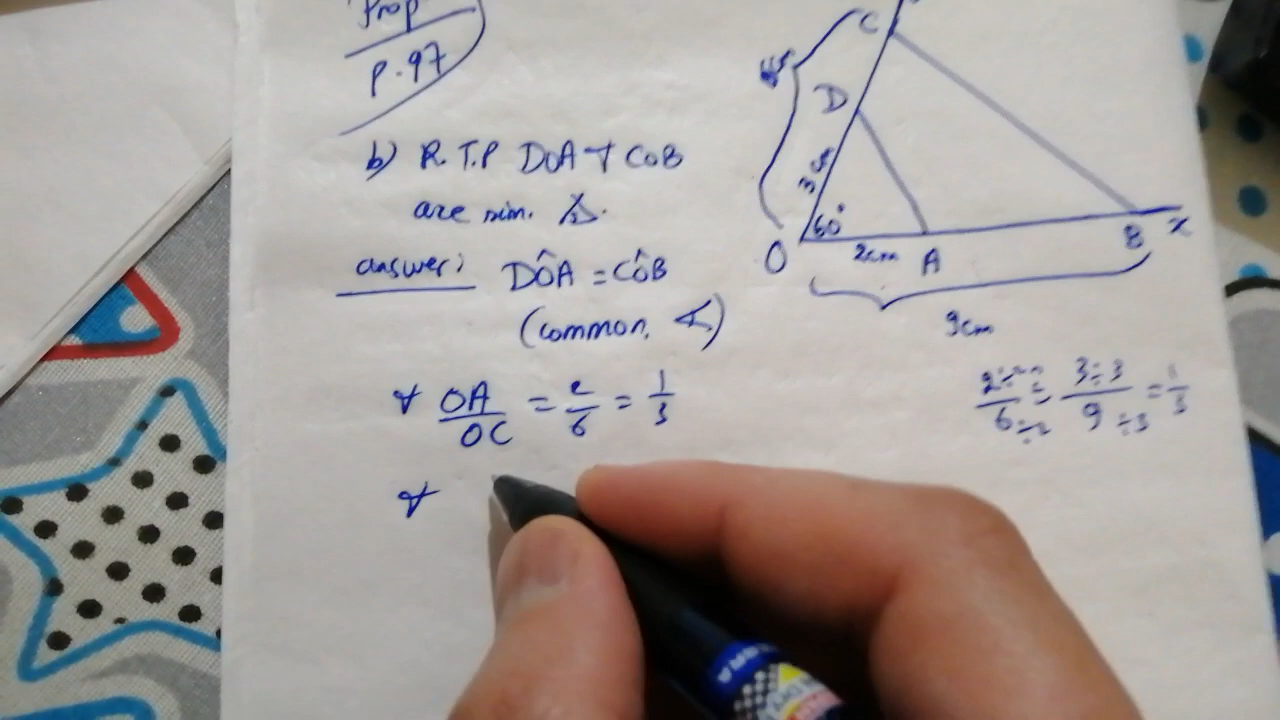 Prop
P.97
b) R.T.P DOA + COB
are sim. Δs.
answer: DÔA = CÔB
(common ∢)
+ OA/OC = 2/6 = 1/3
+
C
D
3cm
60°
O
2cm
A
B
x
9cm
2÷2/6÷2 = 3÷3/9÷3 = 1/3